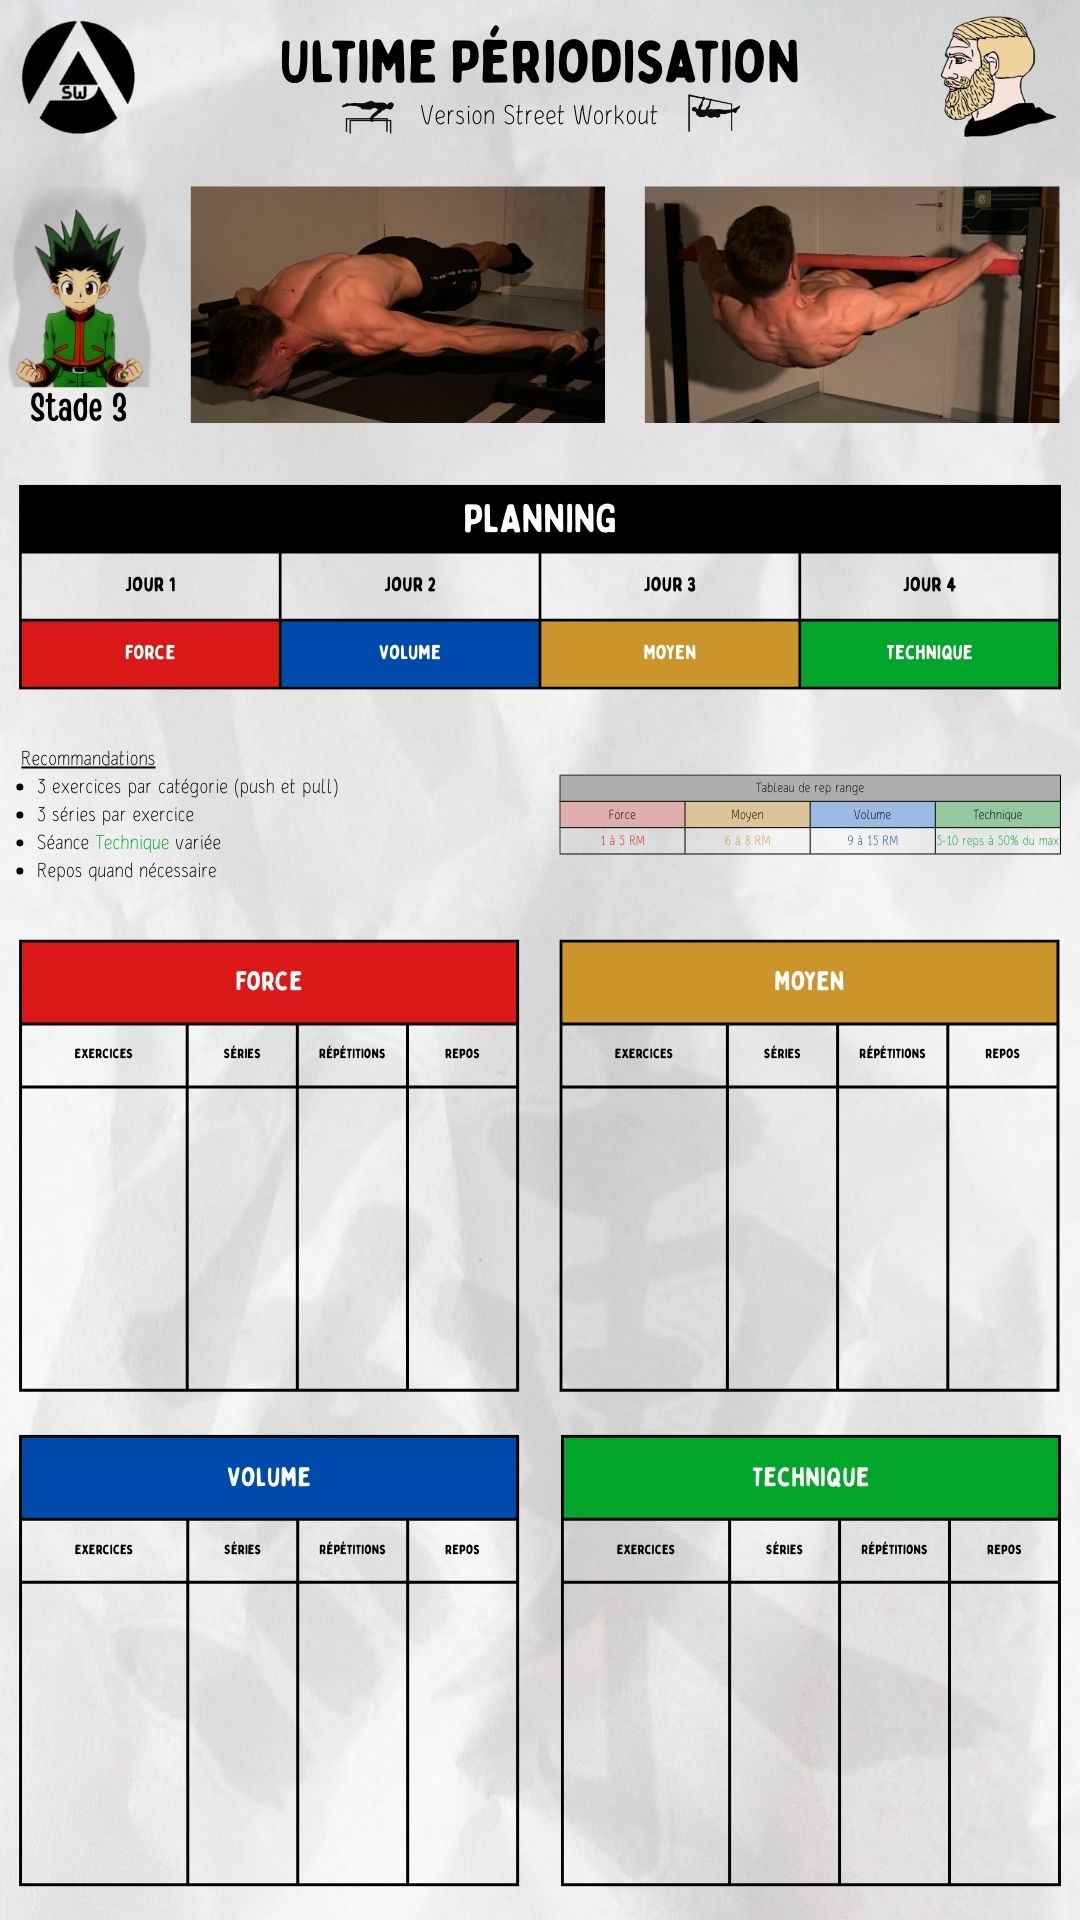 SW
ULTIME PÉRIODISATION
Version Street Workout
Stade 3
PLANNING
JOUR 1 JOUR 2 JOUR 3 JOUR 4
FORCE VOLUME MOYEN TECHNIQUE
Recommandations
• 3 exercices par catégorie (push et pull)
• 3 séries par exercice
• Séance Technique variée
• Repos quand nécessaire
Tableau de rep range
Force Moyen Volume Technique
1 à 5 RM 6 à 8 RM 9 à 15 RM 5-10 reps à 50% du max
FORCE
EXERCICES SÉRIES RÉPÉTITIONS REPOS
MOYEN
EXERCICES SÉRIES RÉPÉTITIONS REPOS
VOLUME
EXERCICES SÉRIES RÉPÉTITIONS REPOS
TECHNIQUE
EXERCICES SÉRIES RÉPÉTITIONS REPOS